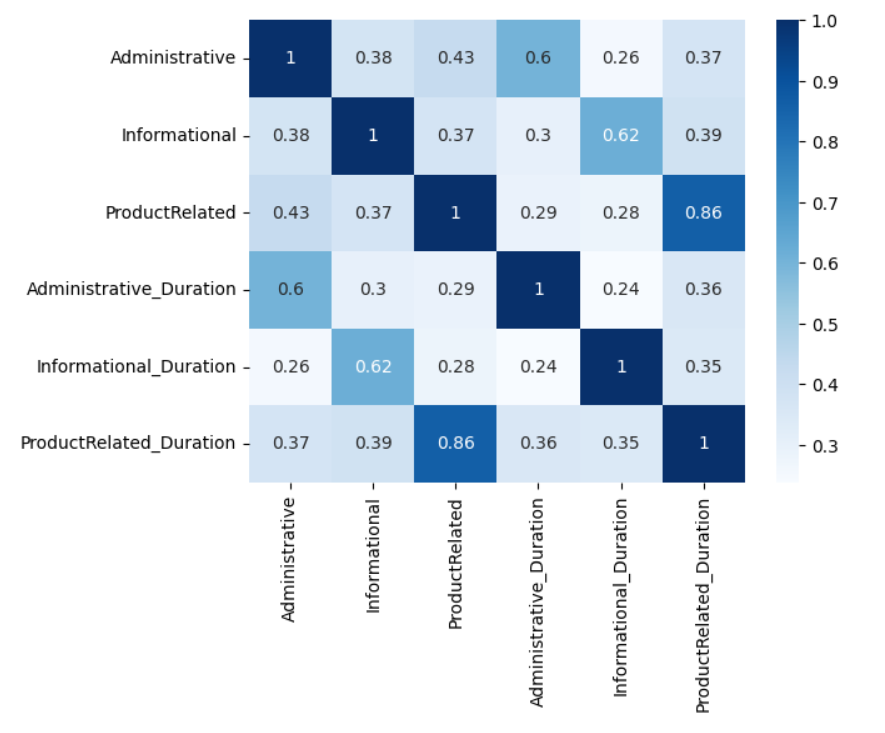 1.0
Administrative 1 0.38 0.43 0.6 0.26 0.37
0.9
Informational 0.38 1 0.37 0.3 0.62 0.39
0.8
ProductRelated 0.43 0.37 1 0.29 0.28 0.86
0.7
0.6
Administrative_Duration 0.6 0.3 0.29 1 0.24 0.36
0.5
Informational_Duration 0.26 0.62 0.28 0.24 1 0.35
0.4
ProductRelated_Duration 0.37 0.39 0.86 0.36 0.35 1
0.3
Administrative
Informational
ProductRelated
Administrative_Duration
Informational_Duration
ProductRelated_Duration